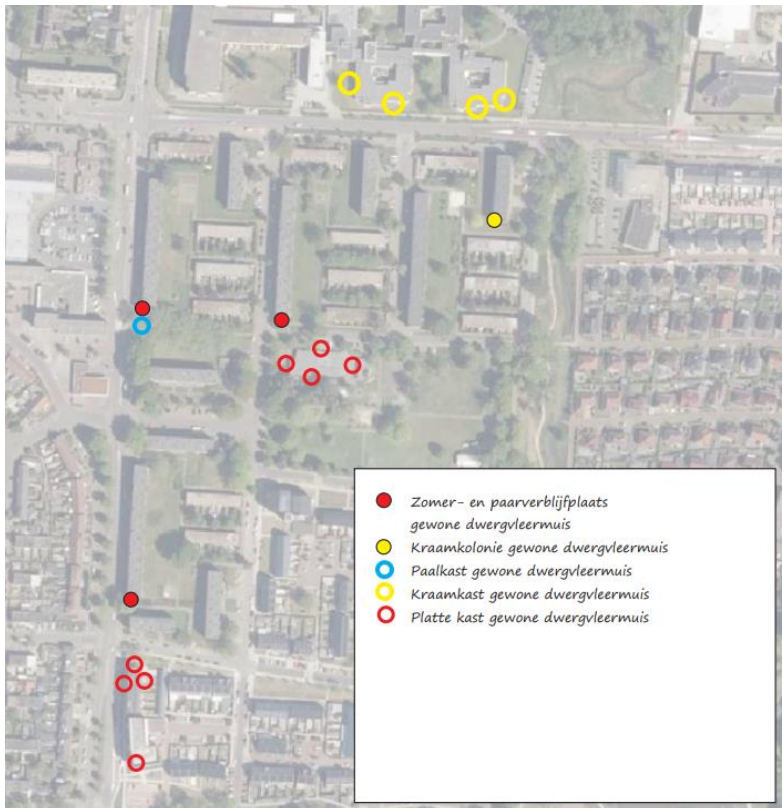 Zomer- en paarverblijfplaats
gewone dwergvleermuis
Kraamkolonie gewone dwergvleermuis
Paalkast gewone dwergvleermuis
Kraamkast gewone dwergvleermuis
Platte kast gewone dwergvleermuis